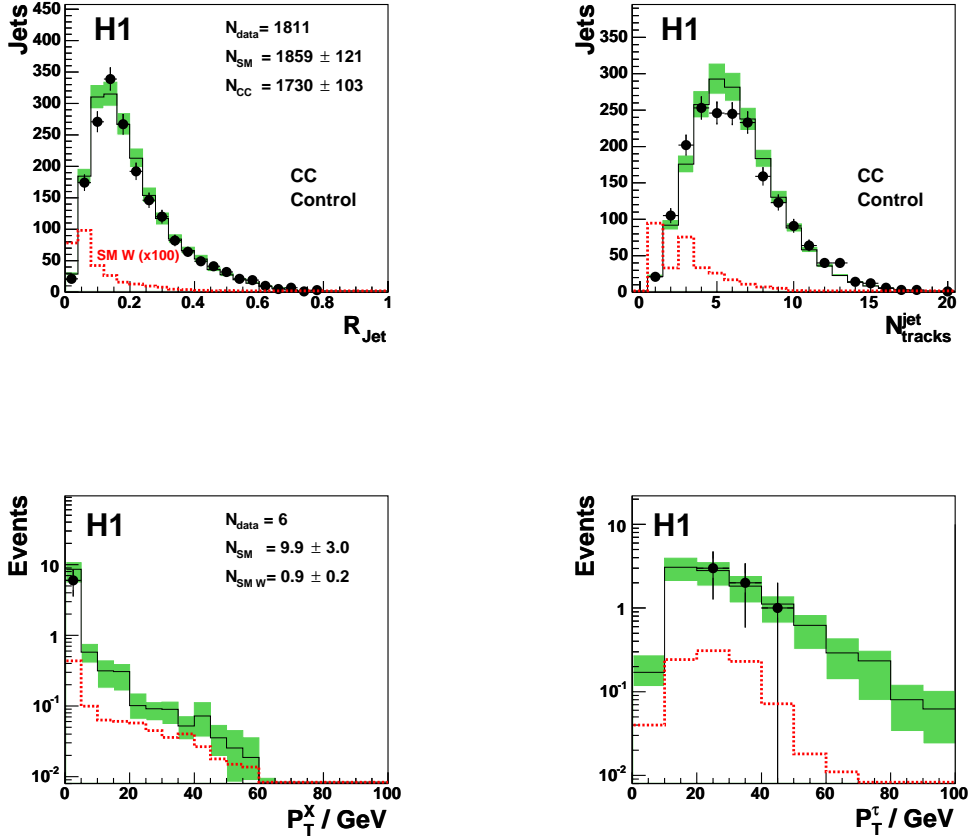 Jets
450
400
350
300
250
200
150
100
50
0
H1
N_data = 1811
N_SM = 1859 ± 121
N_CC = 1730 ± 103
CC
Control
SM W (x100)
0 0.2 0.4 0.6 0.8 1
R_Jet
Jets
350
300
250
200
150
100
50
0
H1
CC
Control
0 5 10 15 20
N^jet_tracks
Events
10
1
10^-1
10^-2
H1
N_data = 6
N_SM = 9.9 ± 3.0
N_SM W = 0.9 ± 0.2
0 20 40 60 80 100
P_T^X / GeV
Events
10
1
10^-1
10^-2
H1
0 20 40 60 80 100
P_T^τ / GeV